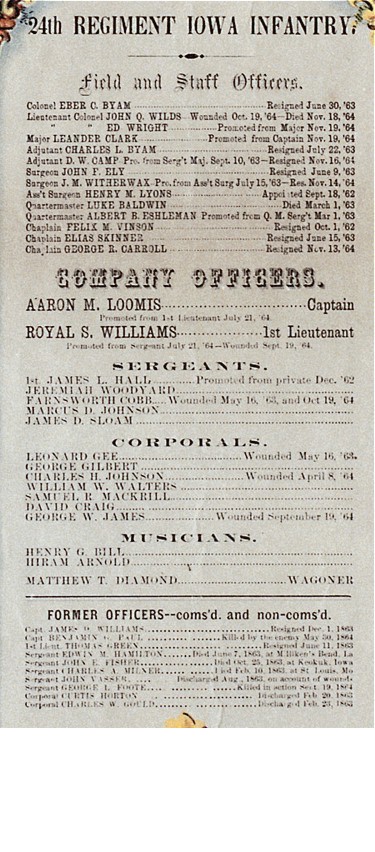 24th REGIMENT IOWA INFANTRY.
Field and Staff Officers.
Colonel EBER C. BYAM Resigned June 30, '63
Lieutenant Colonel JOHN Q. WILDS—Wounded Oct. 19, '64—Died Nov. 18, '64
" " ED WRIGHT Promoted from Major Nov. 19, '64
Major LEANDER CLARK Promoted from Captain Nov. 19, '64
Adjutant CHARLES L. BYAM Resigned July 22, '63
Adjutant D. W. CAMP Pro. from Serg't Maj. Sept. 10, '63—Resigned Nov. 16, '64
Surgeon JOHN F. ELY Resigned June 9, '63
Surgeon J. M. WITHERWAX Pro. from Ass't Surg July 15, '63—Res. Nov. 14, '64
Ass't Surgeon HENRY M. LYONS Appointed Sept. 18, '62
Quartermaster LUKE BALDWIN Died March 1, '63
Quartermaster ALBERT B. ESHLEMAN Promoted from Q. M. Serg't Mar 1, '63
Chaplain FELIX M. VINSON Resigned Oct. 1, '62
Chaplain ELIAS SKINNER Resigned June 15, '63
Chaplain GEORGE R. CARROLL Resigned Nov. 13, '64
COMPANY OFFICERS.
AARON M. LOOMIS Captain
Promoted from 1st Lieutenant July 21, '64.
ROYAL S. WILLIAMS 1st Lieutenant
Promoted from Sergeant July 21, '64—Wounded Sept. 19, '64.
SERGEANTS.
1st. JAMES L. HALL Promoted from private Dec. '62
JEREMIAH WOODYARD
FARNSWORTH COBB Wounded May 16, '63, and Oct 19, '64
MARCUS D. JOHNSON
JAMES D. SLOAM
CORPORALS.
LEONARD GEE Wounded May 16, '63.
GEORGE GILBERT
CHARLES H. JOHNSON Wounded April 8, '64
WILLIAM W. WALTERS
SAMUEL R. MACKRILL
DAVID CRAIG
GEORGE W. JAMES Wounded September 19, '64
MUSICIANS.
HENRY G. BILL
HIRAM ARNOLD
MATTHEW T. DIAMOND WAGONER
FORMER OFFICERS--coms'd. and non-coms'd.
Capt. JAMES D. WILLIAMS Resigned Dec. 1, 1863
Capt BENJAMIN G. PAUL Killed by the enemy May 30, 1864
1st Lieut. THOMAS GREEN Resigned June 11, 1863
Sergeant EDWIN M. HAMILTON Died June 7, 1863, at Milliken's Bend, La
Sergeant JOHN E. FISHER Died Oct. 25, 1863, at Keokuk, Iowa
Sergeant CHARLES A. MILNER Died Feb. 10, 1863, at St. Louis, Mo
Sergeant JOHN VASSER Discharged Aug., 1863, on account of wounds
Sergeant GEORGE L. FOOTE Killed in action Sept. 19, 1864
Corporal CURTIS HORTON Discharged Feb. 20, 1863
Corporal CHARLES W. GOULD Discharged Feb. 23, 1863